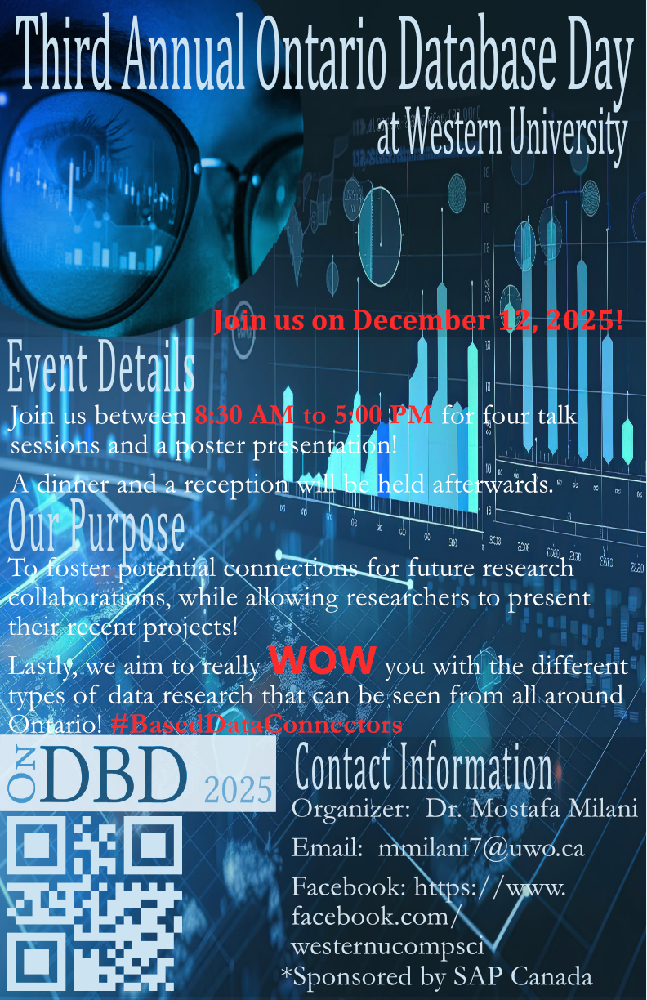 Third Annual Ontario Database Day
at Western University
Join us on December 12, 2025!
Event Details
Join us between 8:30 AM to 5:00 PM for four talk
sessions and a poster presentation!
A dinner and a reception will be held afterwards.
Our Purpose
To foster potential connections for future research
collaborations, while allowing researchers to present
their recent projects!
Lastly, we aim to really WOW you with the different
types of data research that can be seen from all around
Ontario! #BasedDataConnectors
ON DBD 2025
Contact Information
Organizer: Dr. Mostafa Milani
Email: mmilani7@uwo.ca
Facebook: https://www.
facebook.com/
westernucompsci
*Sponsored by SAP Canada